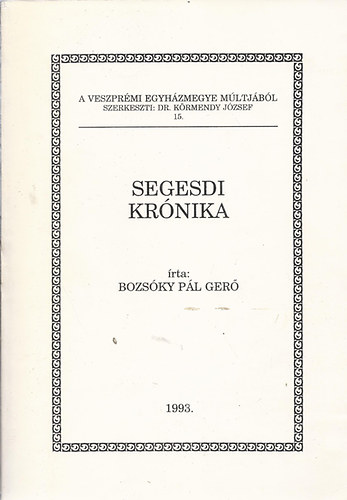 A VESZPRÉMI EGYHÁZMEGYE MÚLTJÁBÓL
SZERKESZTI: DR. KÖRMENDY JÓZSEF
15.
SEGESDI
KRÓNIKA
írta:
BOZSÓKY PÁL GERŐ
1993.